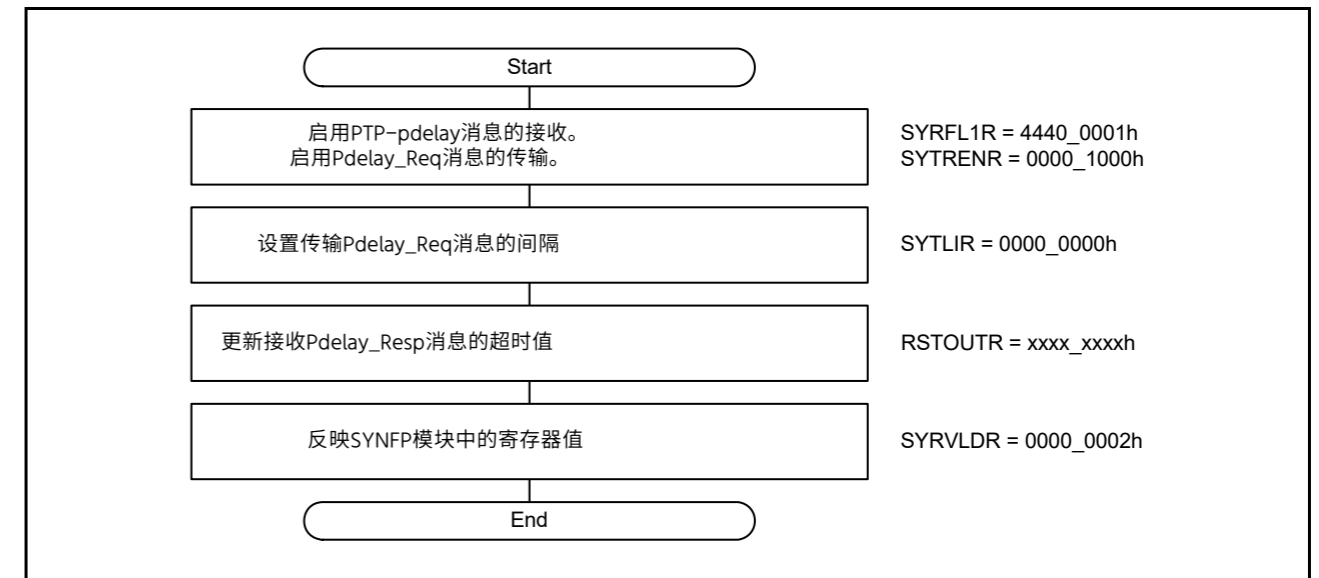 Start
启用PTP-pdelay消息的接收。
启用Pdelay_Req消息的传输。
SYRFL1R = 4440_0001h
SYTRENR = 0000_1000h
设置传输Pdelay_Req消息的间隔
SYTLIR = 0000_0000h
更新接收Pdelay_Resp消息的超时值
RSTOUTR = xxxx_xxxxh
反映SYNFP模块中的寄存器值
SYRVLDR = 0000_0002h
End